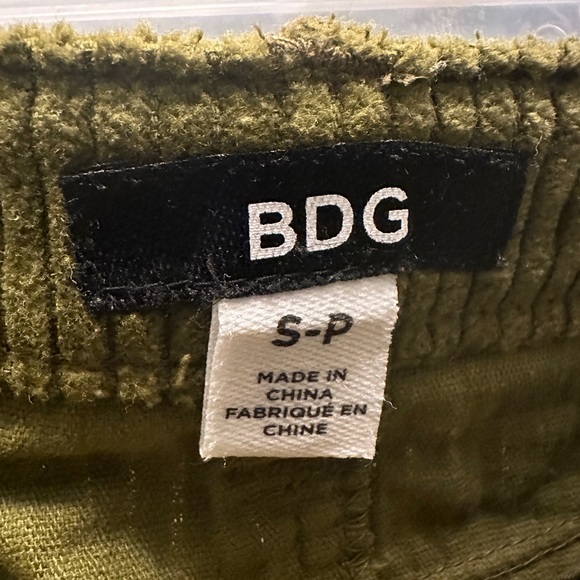 BDG
S-P
MADE IN
CHINA
FABRIQUÉ EN
CHINE